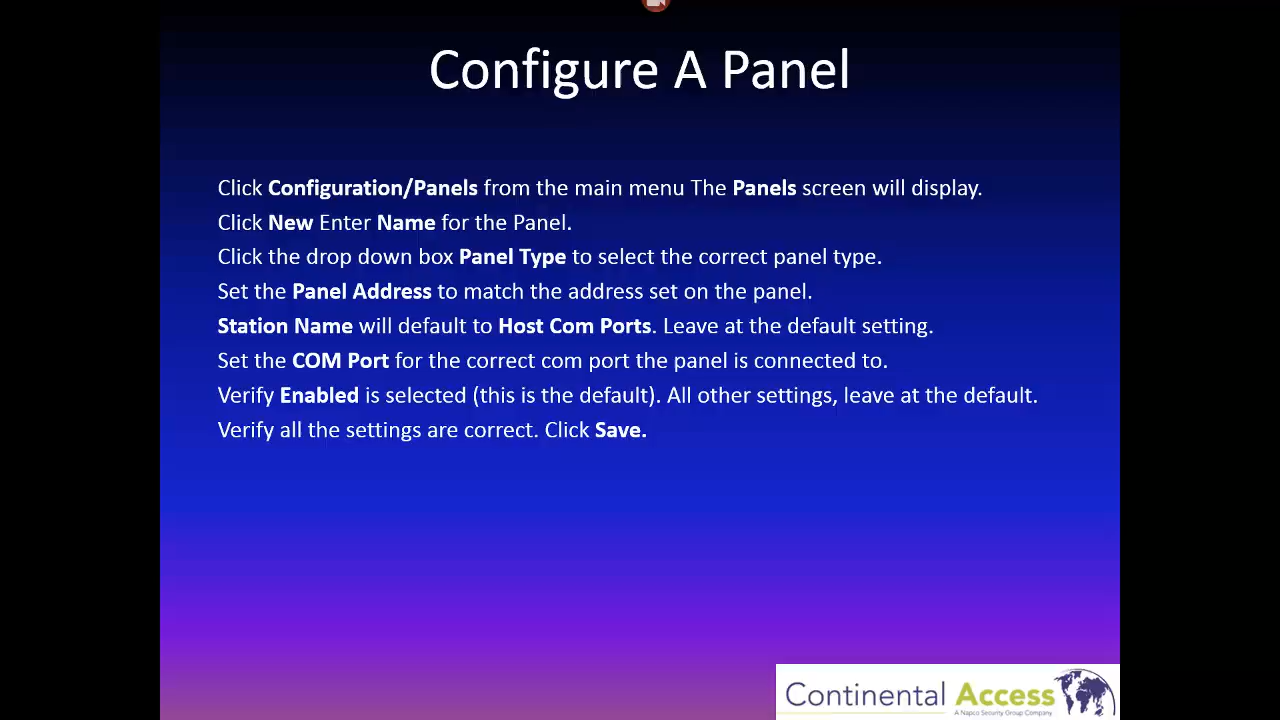 Configure A Panel
Click Configuration/Panels from the main menu The Panels screen will display.
Click New Enter Name for the Panel.
Click the drop down box Panel Type to select the correct panel type.
Set the Panel Address to match the address set on the panel.
Station Name will default to Host Com Ports. Leave at the default setting.
Set the COM Port for the correct com port the panel is connected to.
Verify Enabled is selected (this is the default). All other settings, leave at the default.
Verify all the settings are correct. Click Save.
Continental Access
A Napco Security Group Company